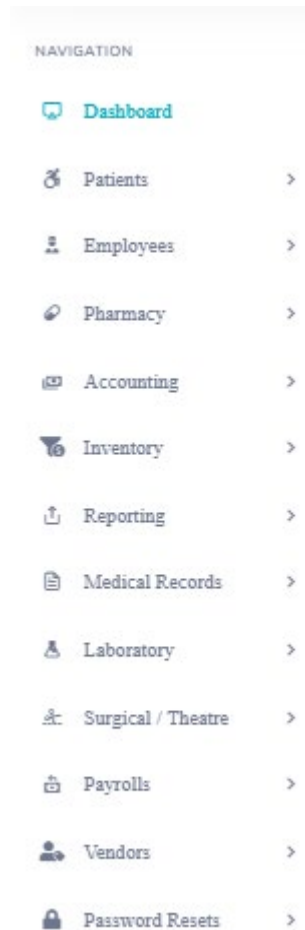 NAVIGATION
Dashboard
Patients
Employees
Pharmacy
Accounting
Inventory
Reporting
Medical Records
Laboratory
Surgical / Theatre
Payrolls
Vendors
Password Resets